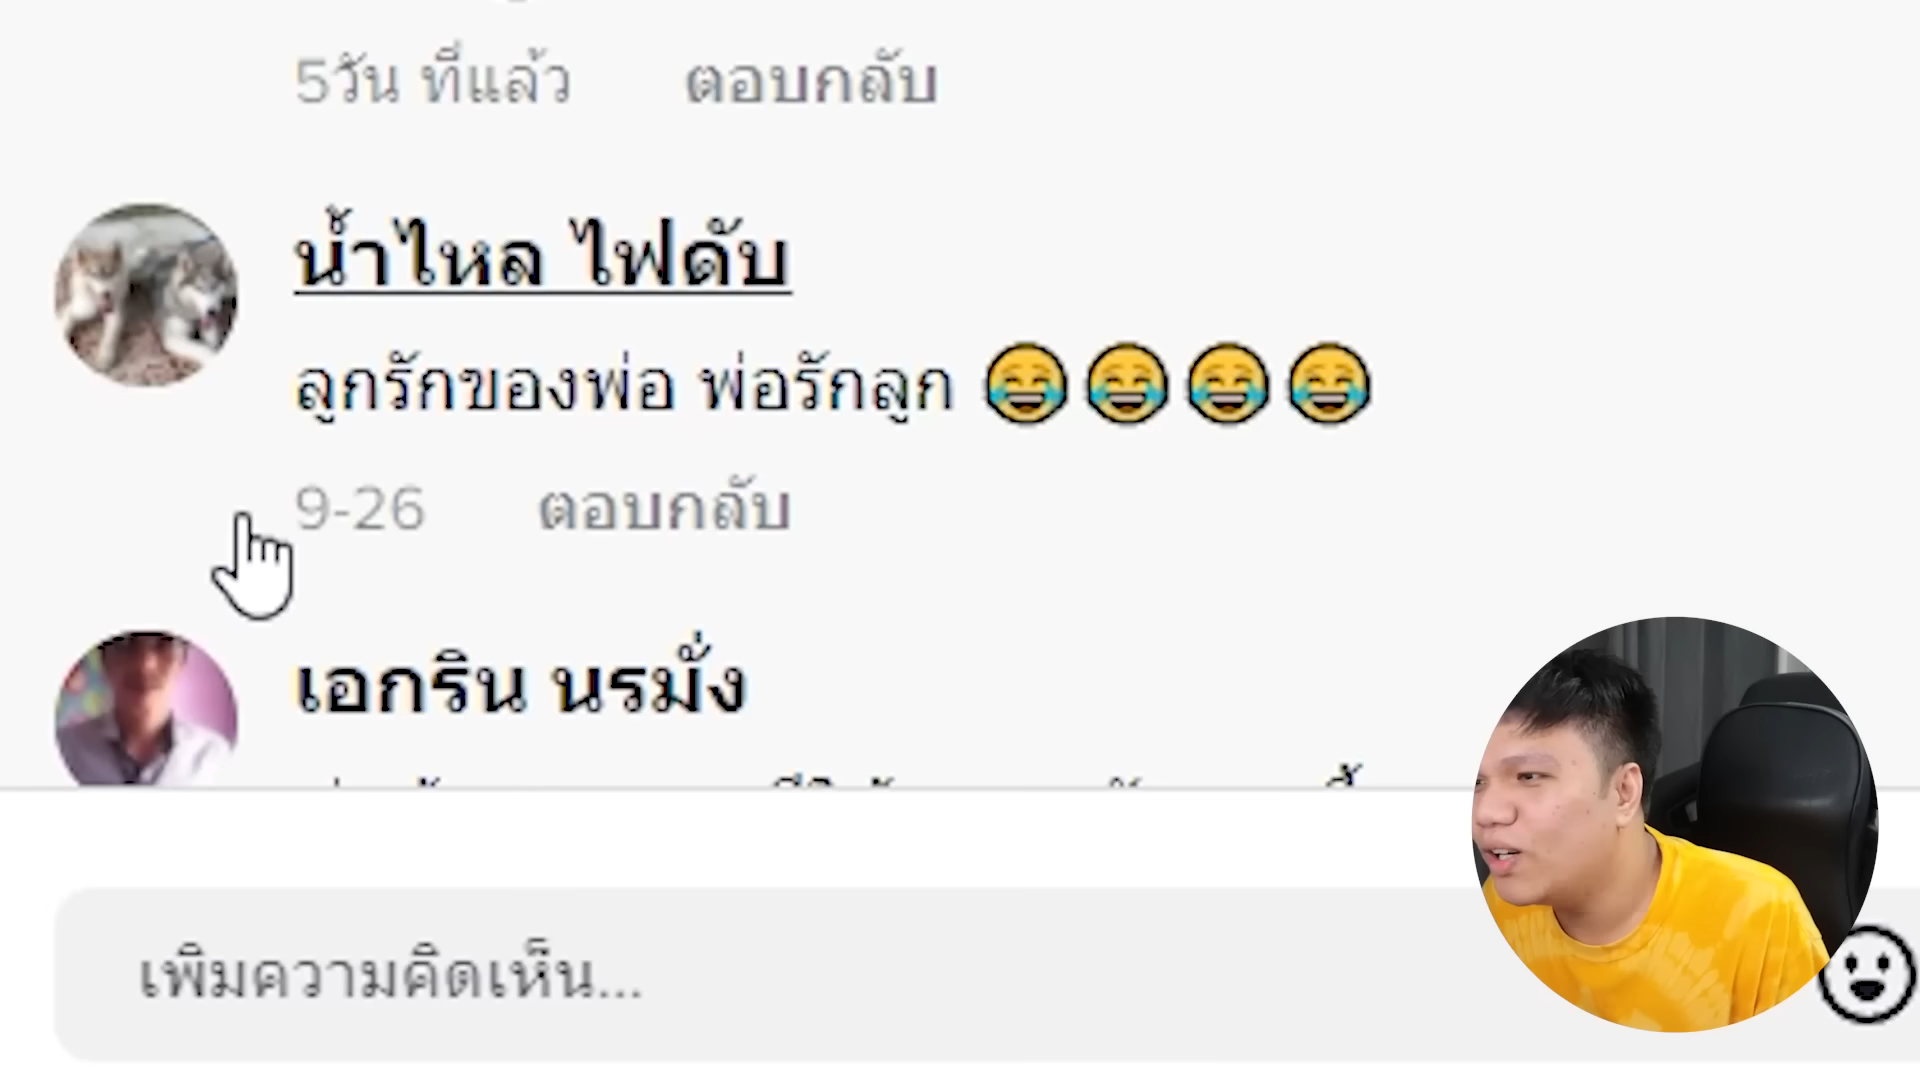 5วัน ที่แล้ว ตอบกลับ
น้ำไหล ไฟดับ
ลูกรักของพ่อ พ่อรักลูก 😂😂😂😂
9-26 ตอบกลับ
เอกริน นรมั่ง
เพิ่มความคิดเห็น...